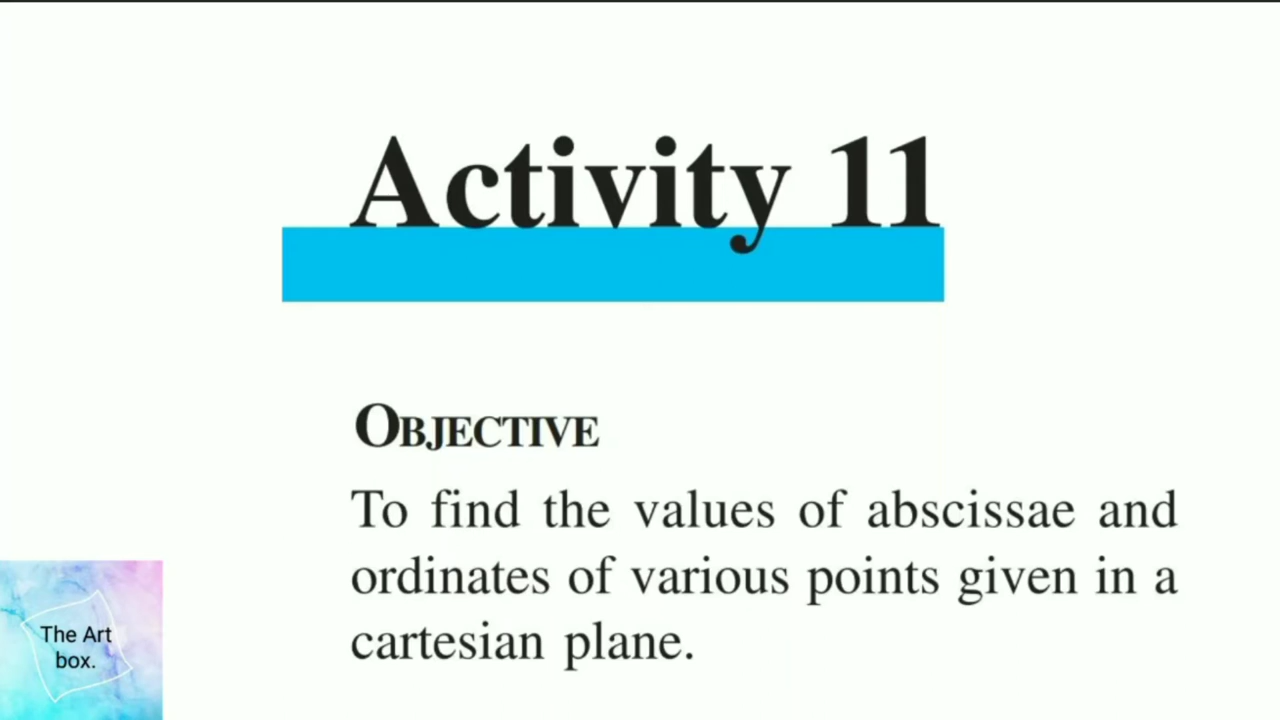 Activity 11
OBJECTIVE
To find the values of abscissae and
ordinates of various points given in a
cartesian plane.
The Art
box.